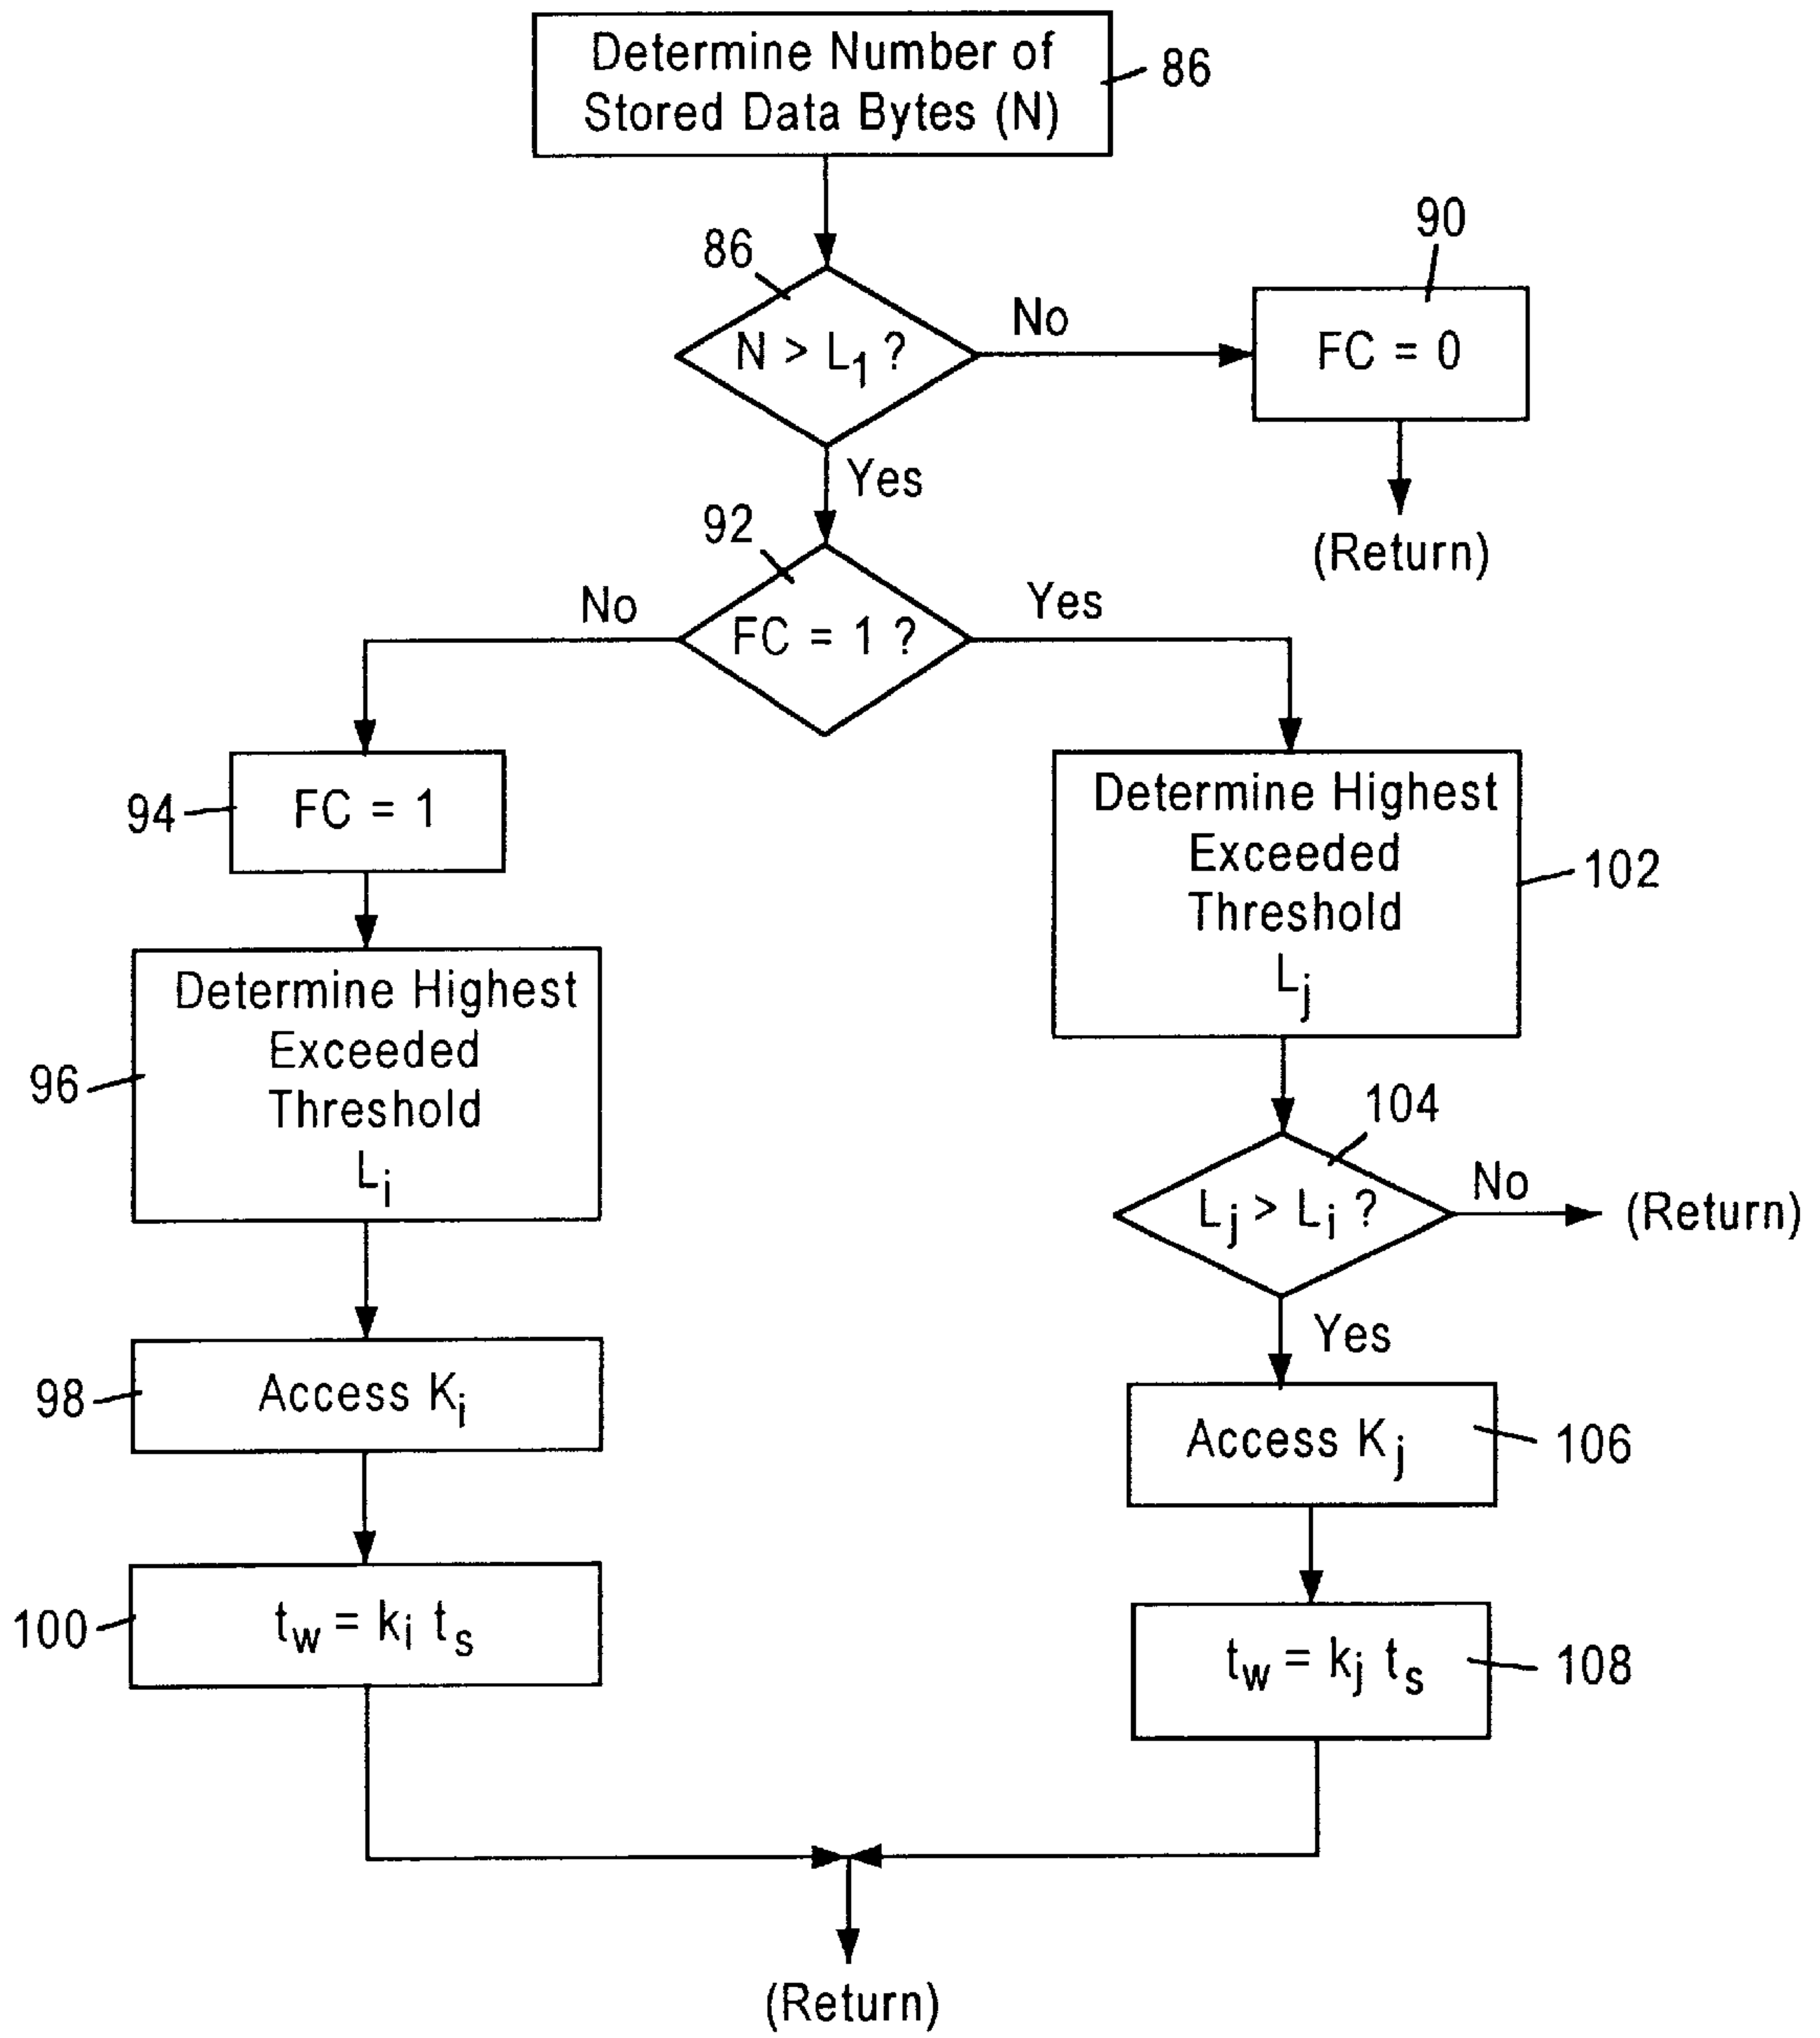 Determine Number of
Stored Data Bytes (N)
86
86
N > L1 ?
No
90
FC = 0
(Return)
Yes
92
FC = 1 ?
No
Yes
94
FC = 1
96
Determine Highest
Exceeded
Threshold
Li
98
Access Ki
100
tw = ki ts
Determine Highest
Exceeded
Threshold
Lj
102
104
Lj > Li ?
No
(Return)
Yes
Access Kj
106
tw = kj ts
108
(Return)